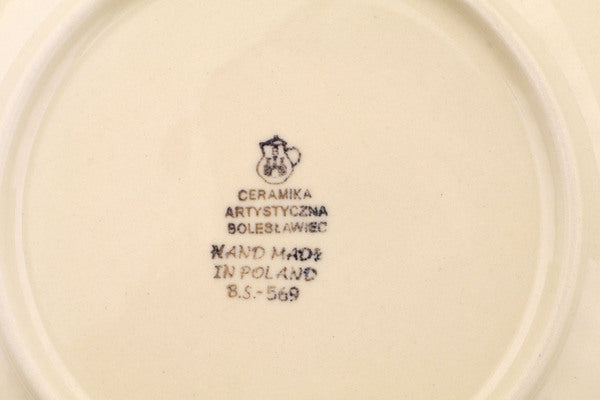 CERAMIKA
ARTYSTYCZNA
BOLESŁAWIEC
HAND MADE
IN POLAND
B.S.-569